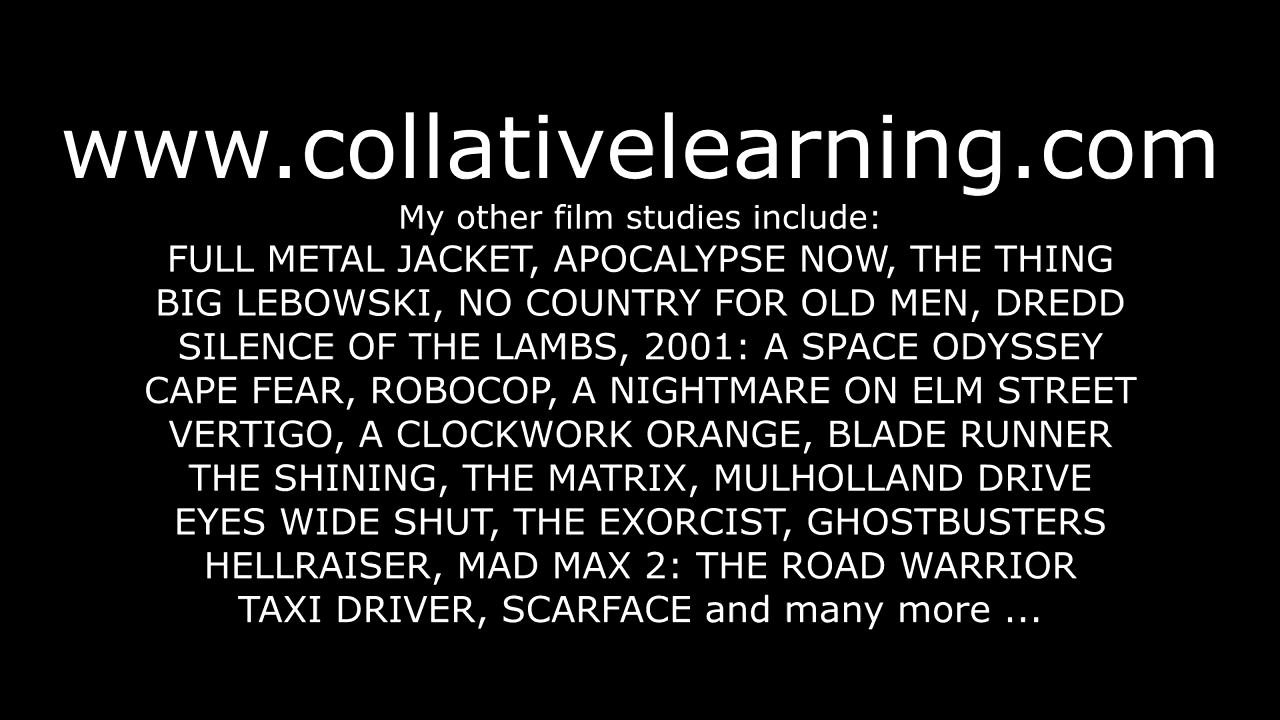 www.collativelearning.com
My other film studies include:
FULL METAL JACKET, APOCALYPSE NOW, THE THING
BIG LEBOWSKI, NO COUNTRY FOR OLD MEN, DREDD
SILENCE OF THE LAMBS, 2001: A SPACE ODYSSEY
CAPE FEAR, ROBOCOP, A NIGHTMARE ON ELM STREET
VERTIGO, A CLOCKWORK ORANGE, BLADE RUNNER
THE SHINING, THE MATRIX, MULHOLLAND DRIVE
EYES WIDE SHUT, THE EXORCIST, GHOSTBUSTERS
HELLRAISER, MAD MAX 2: THE ROAD WARRIOR
TAXI DRIVER, SCARFACE and many more ...